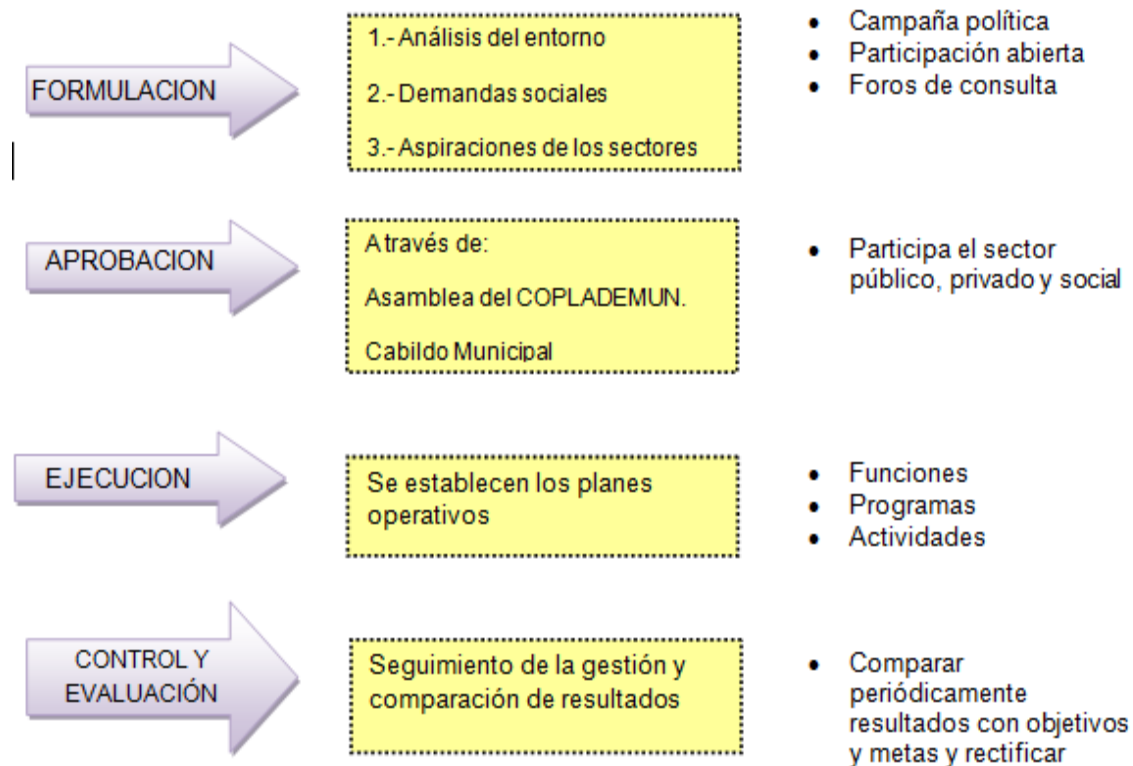 FORMULACION
1.- Análisis del entorno
2.- Demandas sociales
3.- Aspiraciones de los sectores
• Campaña política
• Participación abierta
• Foros de consulta
APROBACION
A través de:
Asamblea del COPLADEMUN.
Cabildo Municipal
• Participa el sector
público, privado y social
EJECUCION
Se establecen los planes
operativos
• Funciones
• Programas
• Actividades
CONTROL Y
EVALUACIÓN
Seguimiento de la gestión y
comparación de resultados
• Comparar
periódicamente
resultados con objetivos
y metas y rectificar